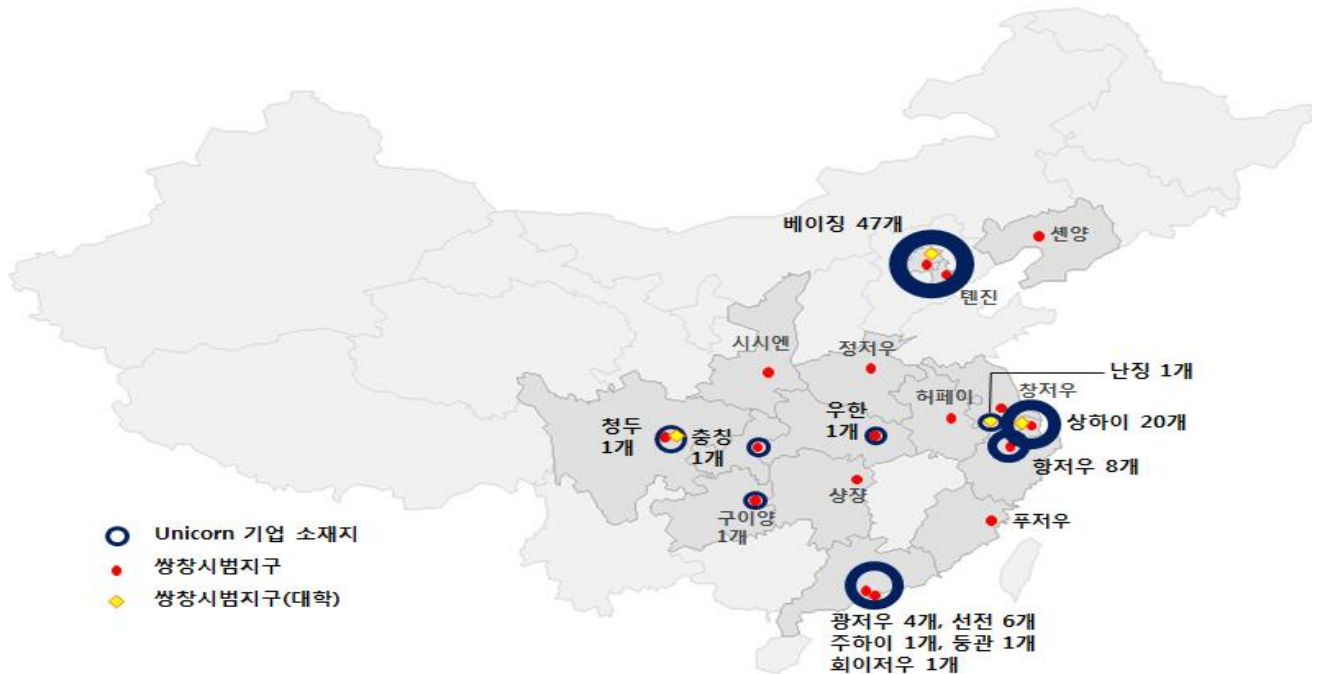 베이징 47개
센양
톈진
시시엔
정저우
난징 1개
허페이
창저우
상하이 20개
청두
1개
충칭
1개
우한
1개
항저우 8개
샹쟝
구이양
1개
푸저우
Unicorn 기업 소재지
쌍창시범지구
쌍창시범지구(대학)
광저우 4개, 선전 6개
주하이 1개, 둥관 1개
회이저우 1개